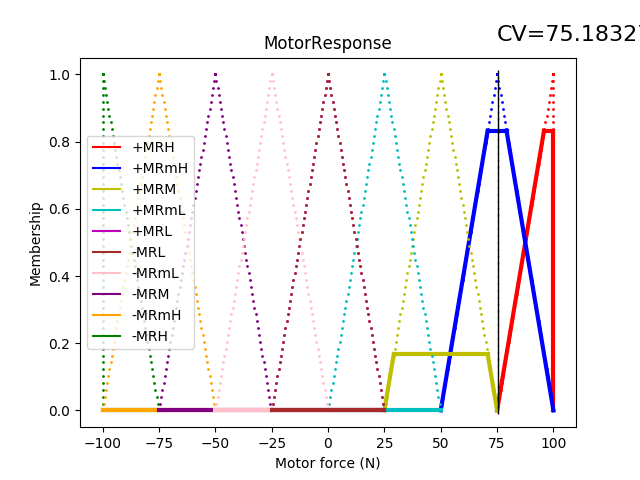 CV=75.1832
MotorResponse
1.0
0.8
0.6
0.4
0.2
0.0
Membership
+MRH
+MRmH
+MRM
+MRmL
+MRL
-MRL
-MRmL
-MRM
-MRmH
-MRH
−100 −75 −50 −25 0 25 50 75 100
Motor force (N)